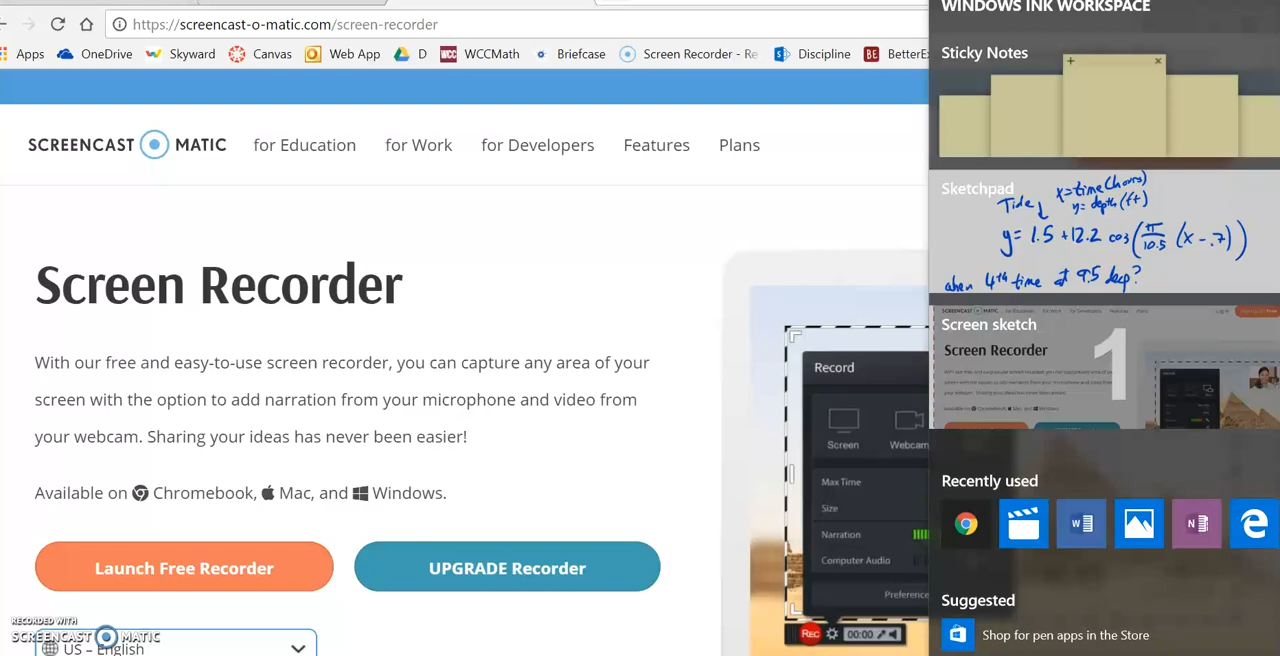 https://screencast-o-matic.com/screen-recorder
Apps OneDrive Skyward Canvas Web App D WCCMath Briefcase Screen Recorder - Re Discipline BetterEx
SCREENCAST O MATIC for Education for Work for Developers Features Plans
Screen Recorder
With our free and easy-to-use screen recorder, you can capture any area of your
screen with the option to add narration from your microphone and video from
your webcam. Sharing your ideas has never been easier!
Available on Chromebook, Mac, and Windows.
Launch Free Recorder UPGRADE Recorder
RECORDED WITH
SCREENCAST O MATIC
US – English
Record
Screen Webcam
Max Time
Size
Narration
Computer Audio
Preference
Rec 00:00
WINDOWS INK WORKSPACE
Sticky Notes
Sketchpad
x=time(hours)
Tide y=depth(ft)
y= 1.5 +12.2 cos(π/10.5 (x-.7))
when 4th time at 9.5 deep?
Screen sketch
Screen Recorder
1
Recently used
Suggested
Shop for pen apps in the Store